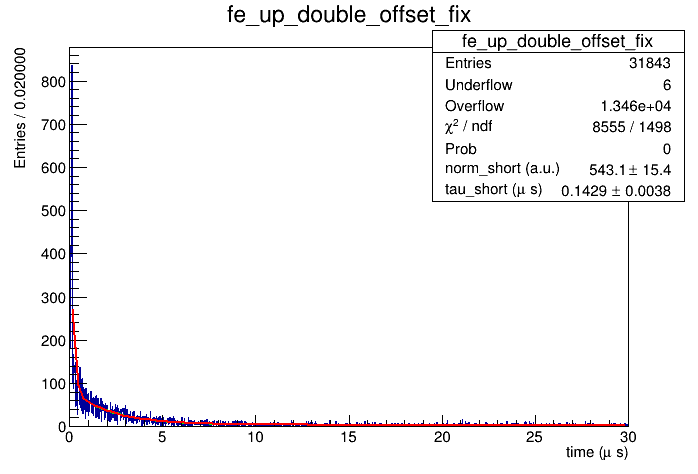 fe_up_double_offset_fix
fe_up_double_offset_fix
Entries 31843
Underflow 6
Overflow 1.346e+04
χ² / ndf 8555 / 1498
Prob 0
norm_short (a.u.) 543.1 ± 15.4
tau_short (μ s) 0.1429 ± 0.0038
Entries / 0.020000
800
700
600
500
400
300
200
100
0
0 5 10 15 20 25 30
time (μ s)